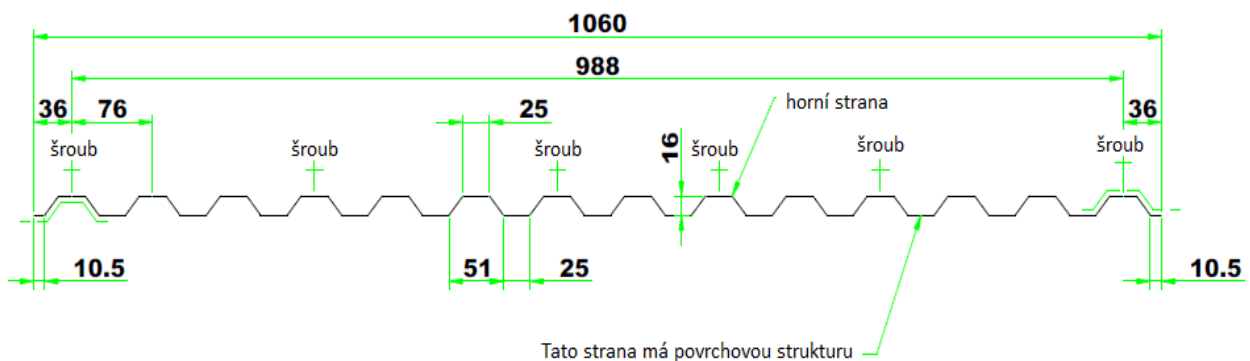 1060
988
36
76
25
horní strana
36
šroub
šroub
šroub
16
šroub
šroub
šroub
10.5
51
25
10.5
Tato strana má povrchovou strukturu